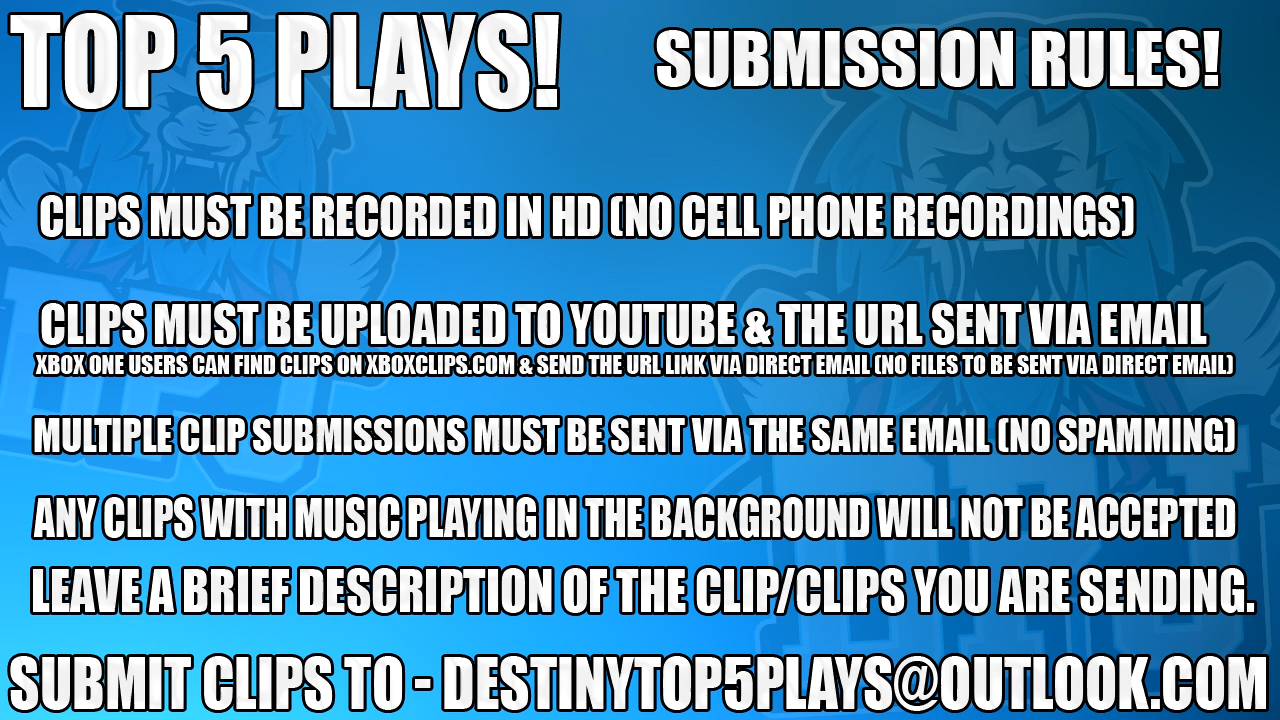 TOP 5 PLAYS!
SUBMISSION RULES!
CLIPS MUST BE RECORDED IN HD (NO CELL PHONE RECORDINGS)
CLIPS MUST BE UPLOADED TO YOUTUBE & THE URL SENT VIA EMAIL
XBOX ONE USERS CAN FIND CLIPS ON XBOXCLIPS.COM & SEND THE URL LINK VIA DIRECT EMAIL (NO FILES TO BE SENT VIA DIRECT EMAIL)
MULTIPLE CLIP SUBMISSIONS MUST BE SENT VIA THE SAME EMAIL (NO SPAMMING)
ANY CLIPS WITH MUSIC PLAYING IN THE BACKGROUND WILL NOT BE ACCEPTED
LEAVE A BRIEF DESCRIPTION OF THE CLIP/CLIPS YOU ARE SENDING.
SUBMIT CLIPS TO - DESTINYTOP5PLAYS@OUTLOOK.COM